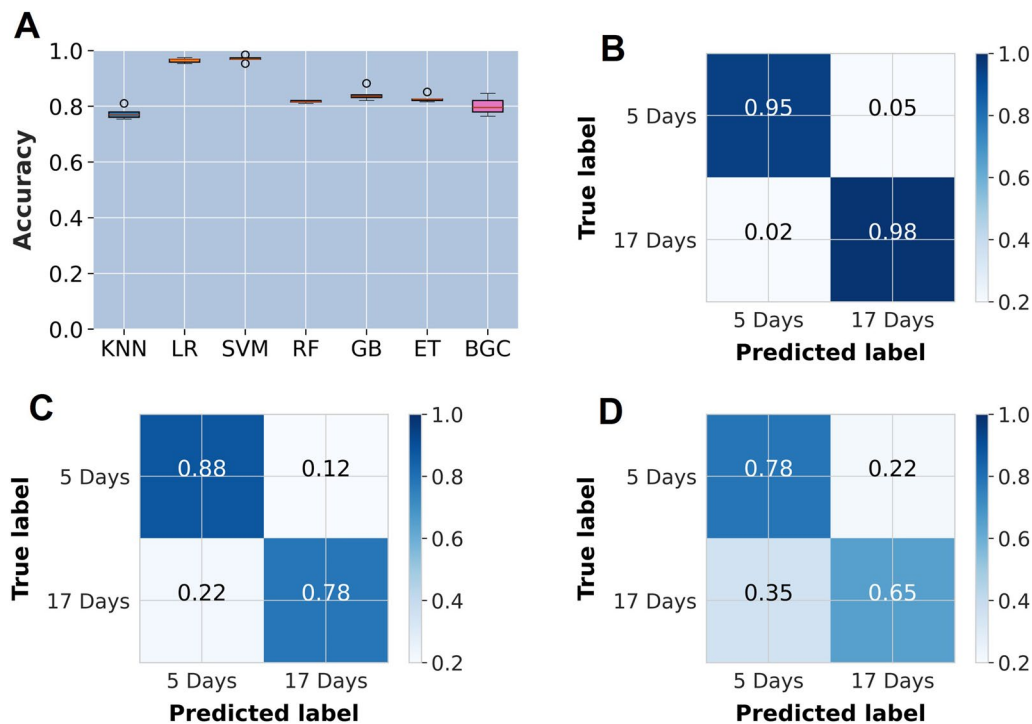 A
Accuracy
1.0
0.8
0.6
0.4
0.2
0.0
KNN LR SVM RF GB ET BGC
B
True label
5 Days
17 Days
0.95 0.05
0.02 0.98
5 Days 17 Days
Predicted label
1.0
0.8
0.6
0.4
0.2
C
True label
5 Days
17 Days
0.88 0.12
0.22 0.78
5 Days 17 Days
Predicted label
1.0
0.8
0.6
0.4
0.2
D
True label
5 Days
17 Days
0.78 0.22
0.35 0.65
5 Days 17 Days
Predicted label
1.0
0.8
0.6
0.4
0.2